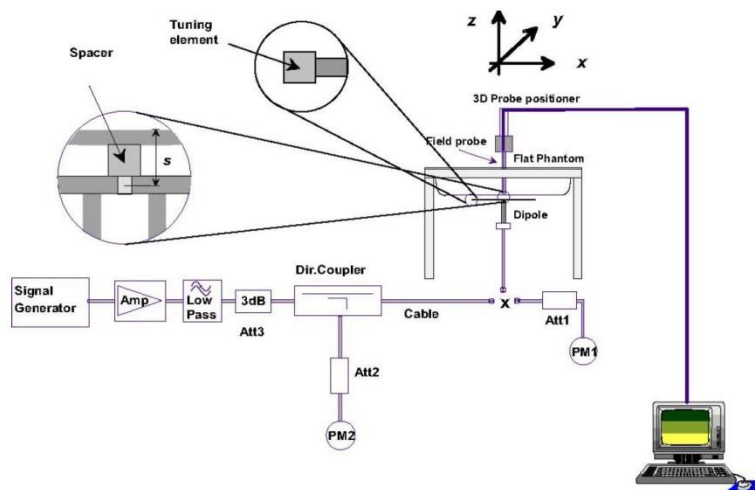 Tuning
element
Spacer
s
z
y
x
3D Probe positioner
Field probe
Flat Phantom
Dipole
Dir.Coupler
Signal
Generator
Amp
Low
Pass
3dB
Att3
Cable
x
Att1
PM1
Att2
PM2